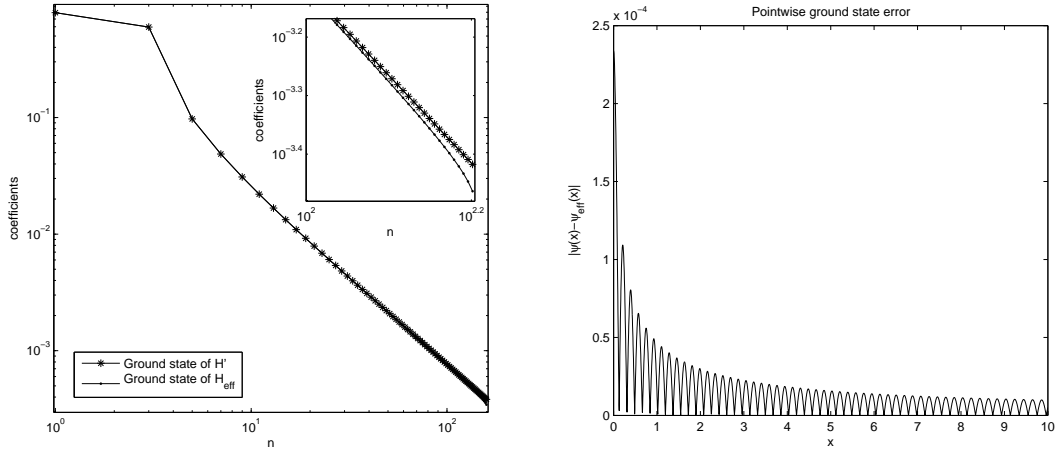 10^-1
10^-2
10^-3
10^0
10^1
10^2
n
coefficients
Ground state of H'
Ground state of H_eff
10^-3.2
10^-3.3
10^-3.4
10^2
10^2.2
n
coefficients
Pointwise ground state error
x 10^-4
2.5
2
1.5
1
0.5
0
0 1 2 3 4 5 6 7 8 9 10
x
|ψ(x)-ψ_eff(x)|